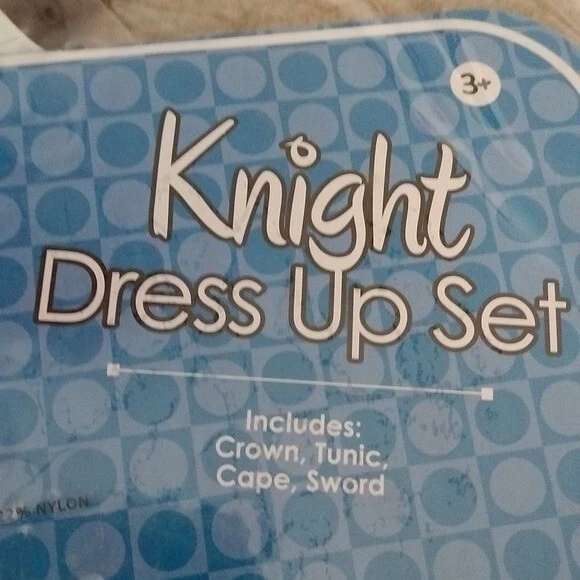 3+
Knight
Dress Up Set
Includes:
Crown, Tunic,
Cape, Sword
NYLON